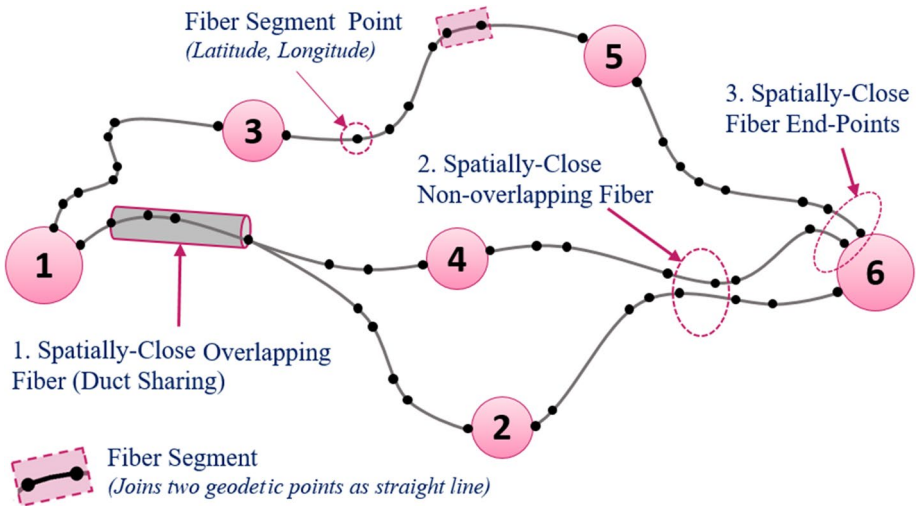 Fiber Segment Point
(Latitude, Longitude)
5
3. Spatially-Close
Fiber End-Points
3
2. Spatially-Close
Non-overlapping Fiber
1
4
6
1. Spatially-Close Overlapping
Fiber (Duct Sharing)
2
Fiber Segment
(Joins two geodetic points as straight line)